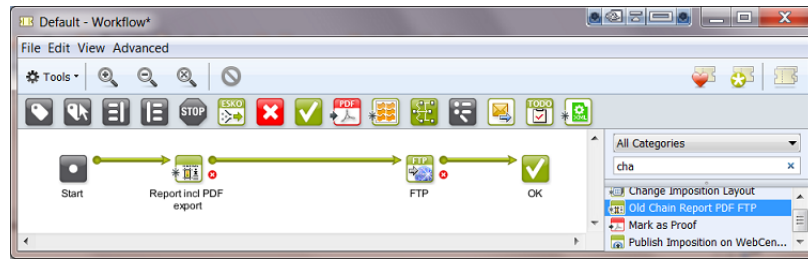 Default - Workflow*
File Edit View Advanced
Tools
STOP
ESKO
PDF
TODO
XML
All Categories
cha
Change Imposition Layout
Old Chain Report PDF FTP
Mark as Proof
Publish Imposition on WebCen...
FTP
Start
Report incl PDF
export
FTP
OK